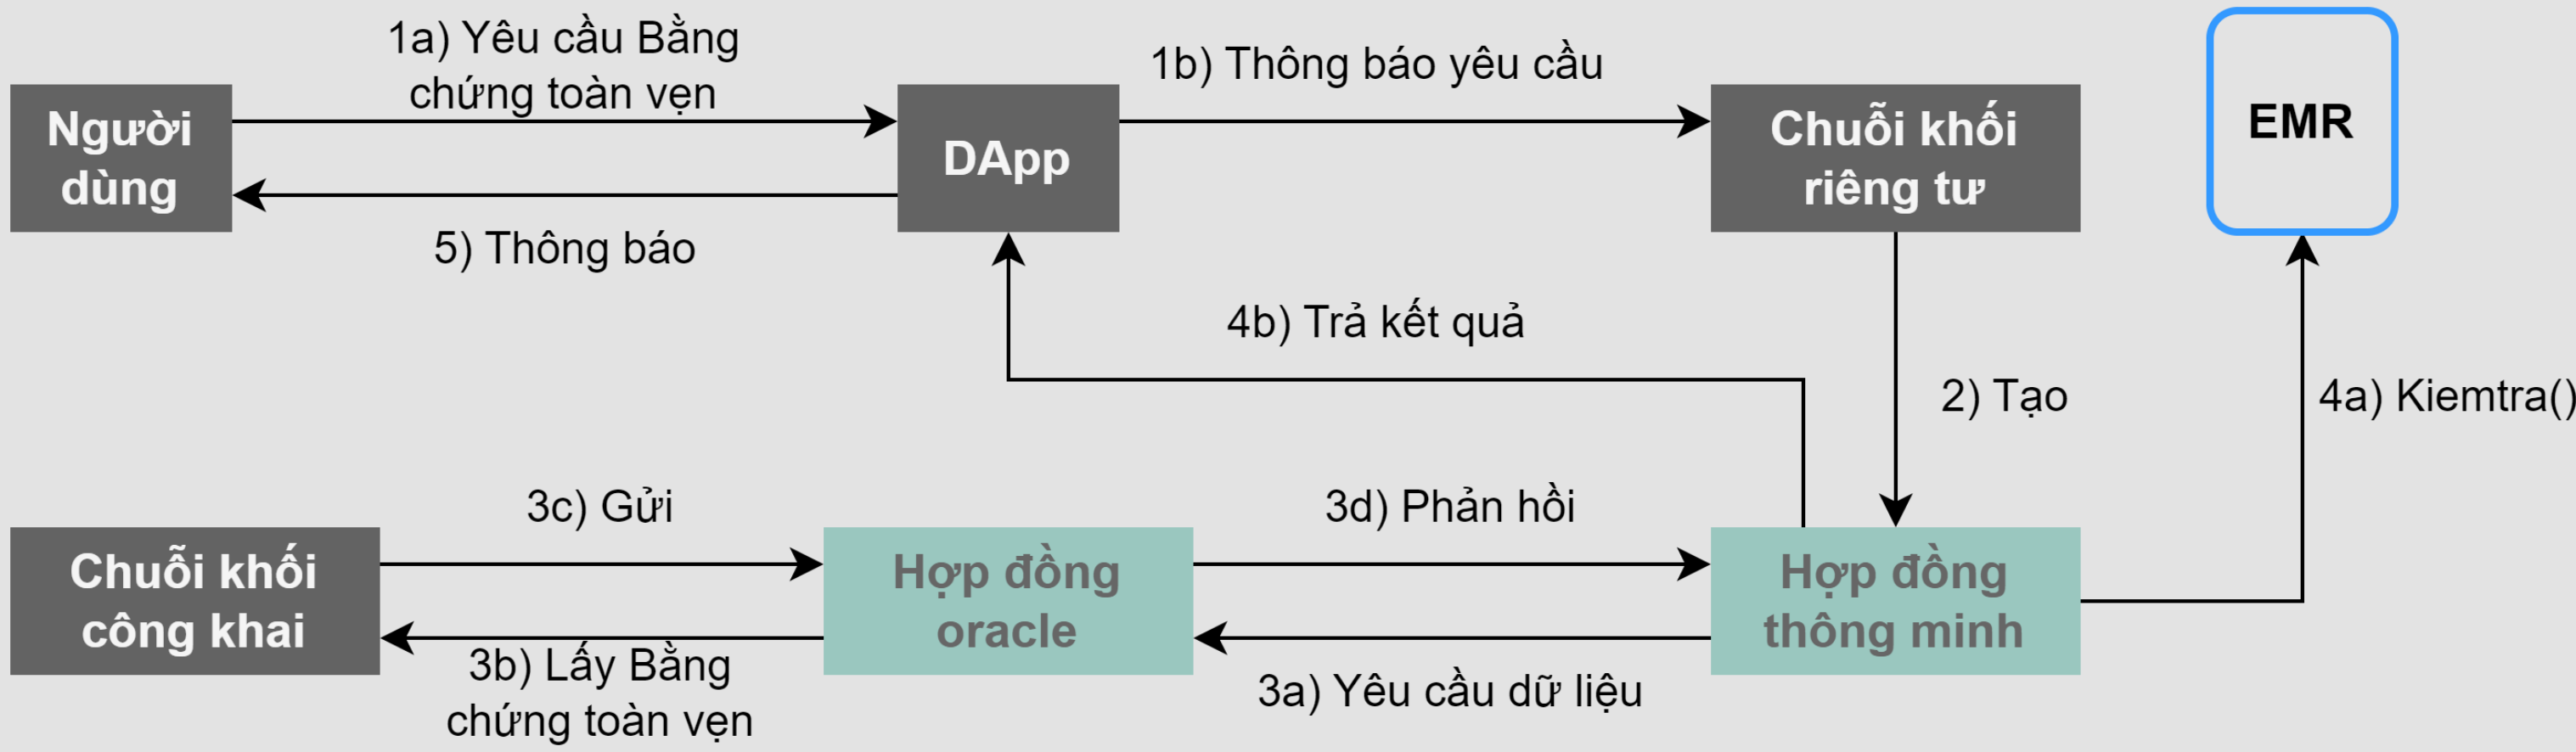 1a) Yêu cầu Bằng
chứng toàn vẹn
1b) Thông báo yêu cầu
Người
dùng
DApp
Chuỗi khối
riêng tư
EMR
5) Thông báo
4b) Trả kết quả
2) Tạo
4a) Kiemtra()
3c) Gửi
3d) Phản hồi
Chuỗi khối
công khai
Hợp đồng
oracle
Hợp đồng
thông minh
3b) Lấy Bằng
chứng toàn vẹn
3a) Yêu cầu dữ liệu